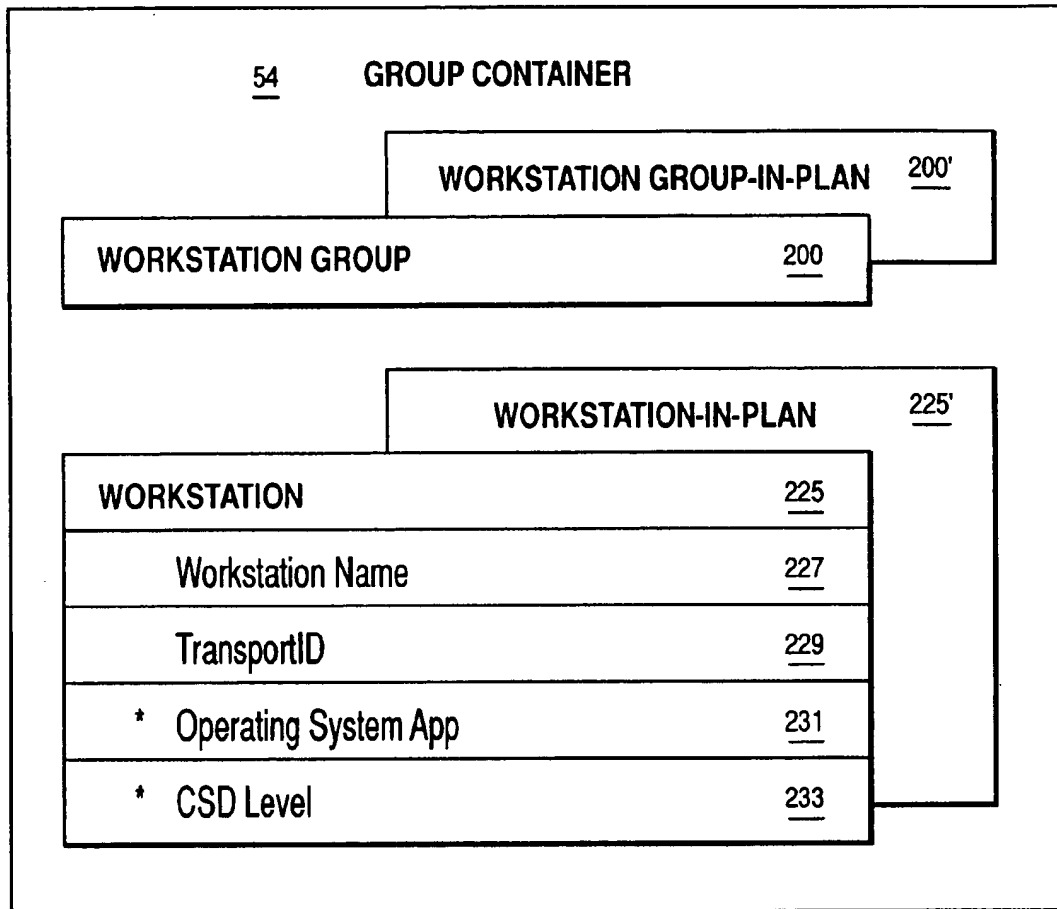 54 GROUP CONTAINER
WORKSTATION GROUP-IN-PLAN 200'
WORKSTATION GROUP 200
WORKSTATION-IN-PLAN 225'
WORKSTATION 225
Workstation Name 227
TransportID 229
* Operating System App 231
* CSD Level 233